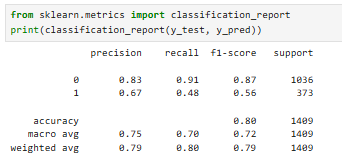 from sklearn.metrics import classification_report
print(classification_report(y_test, y_pred))
precision recall f1-score support
0 0.83 0.91 0.87 1036
1 0.67 0.48 0.56 373
accuracy 0.80 1409
macro avg 0.75 0.70 0.72 1409
weighted avg 0.79 0.80 0.79 1409